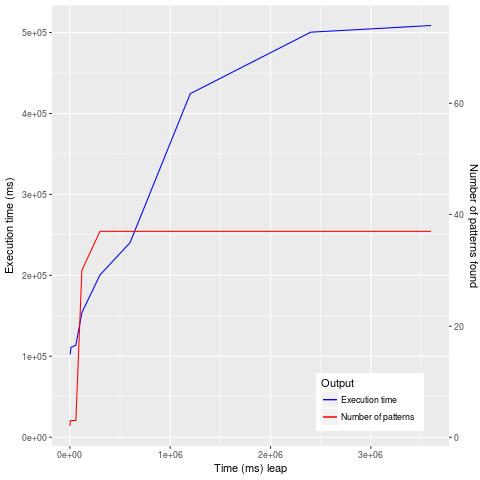 5e+05
4e+05
3e+05
2e+05
1e+05
0e+00
Execution time (ms)
60
40
20
0
Number of patterns found
Output
Execution time
Number of patterns
0e+00 1e+06 2e+06 3e+06
Time (ms) leap